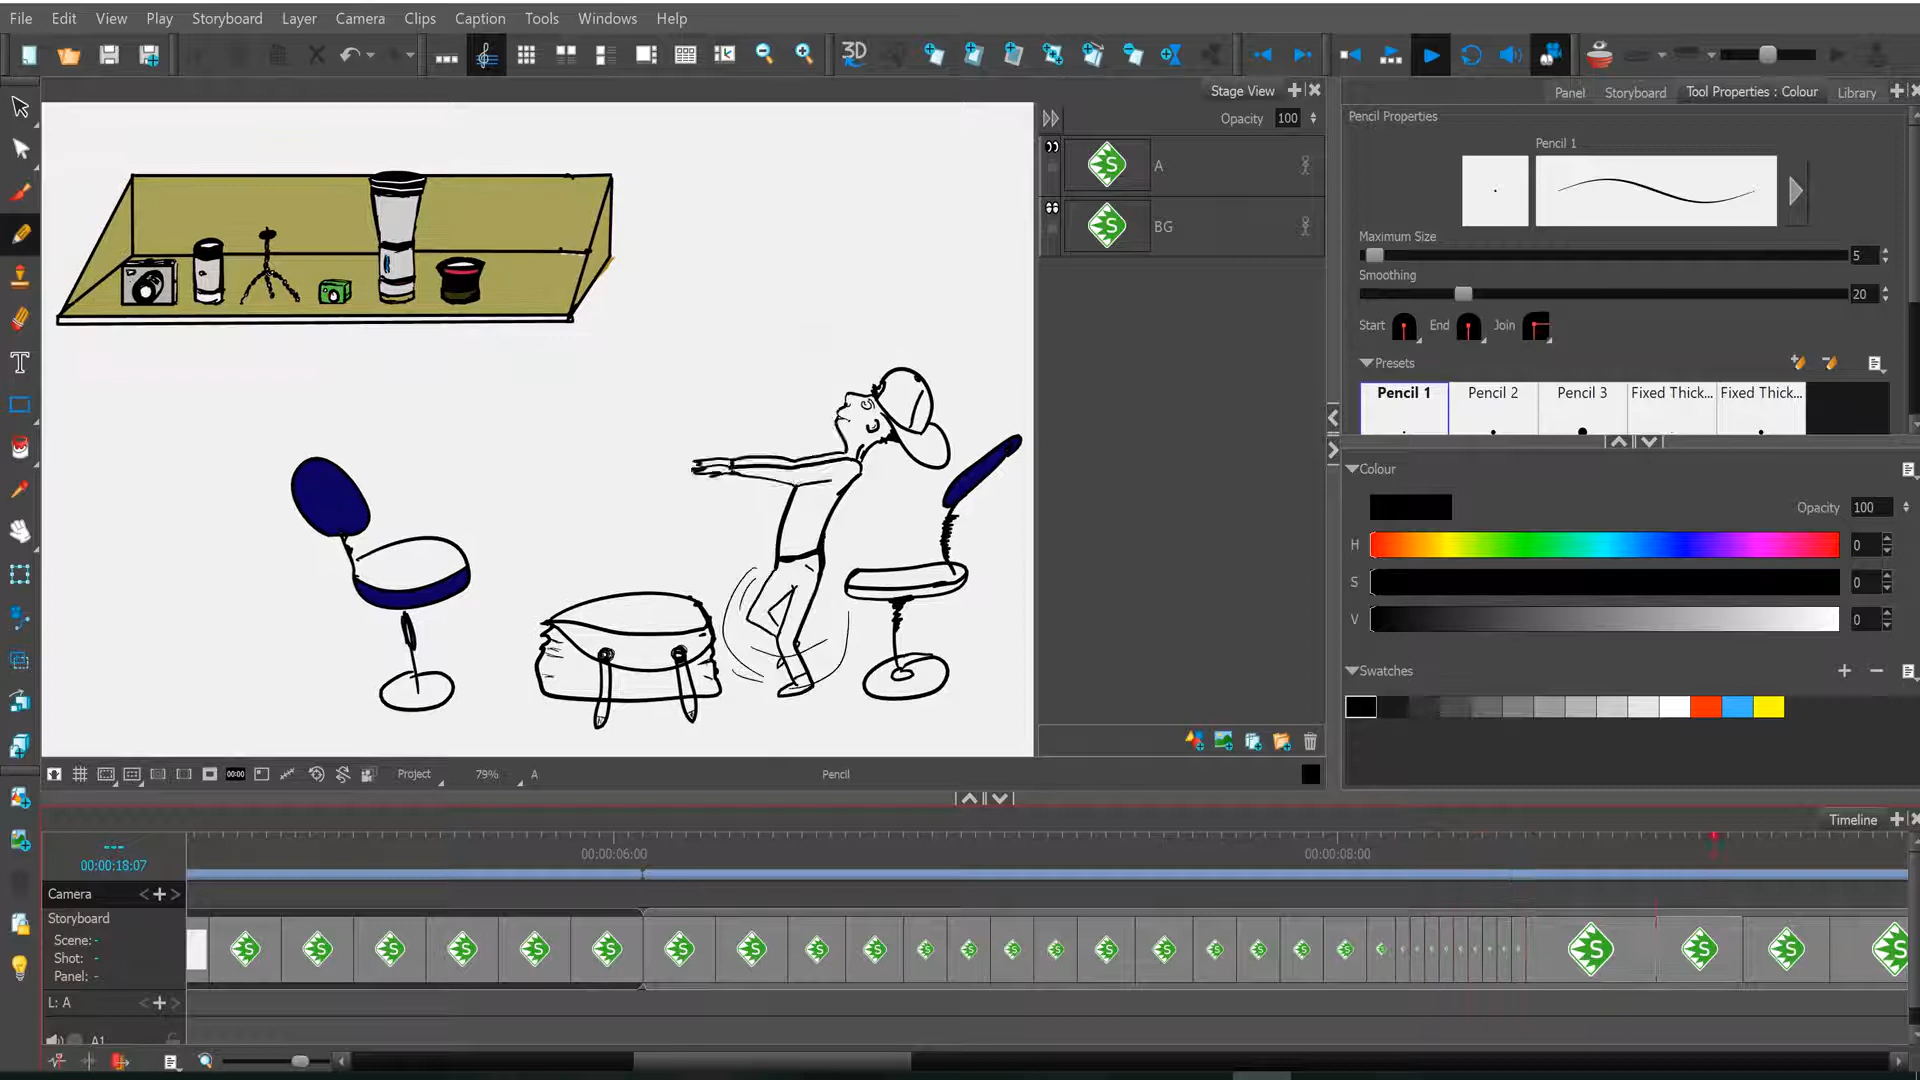 File Edit View Play Storyboard Layer Camera Clips Caption Tools Windows Help
3D
Stage View
Panel Storyboard Tool Properties : Colour Library
Opacity 100
Pencil Properties
Pencil 1
A
BG
Maximum Size
5
Smoothing
20
Start End Join
Presets
Pencil 1 Pencil 2 Pencil 3 Fixed Thick... Fixed Thick...
Colour
Opacity 100
H 0
S 0
V 0
Swatches
T
00:00 Project 79% A Pencil
Timeline
00:00:18:07
00:00:06:00 00:00:08:00
Camera
Storyboard
Scene: -
Shot: -
Panel: -
L: A
A1